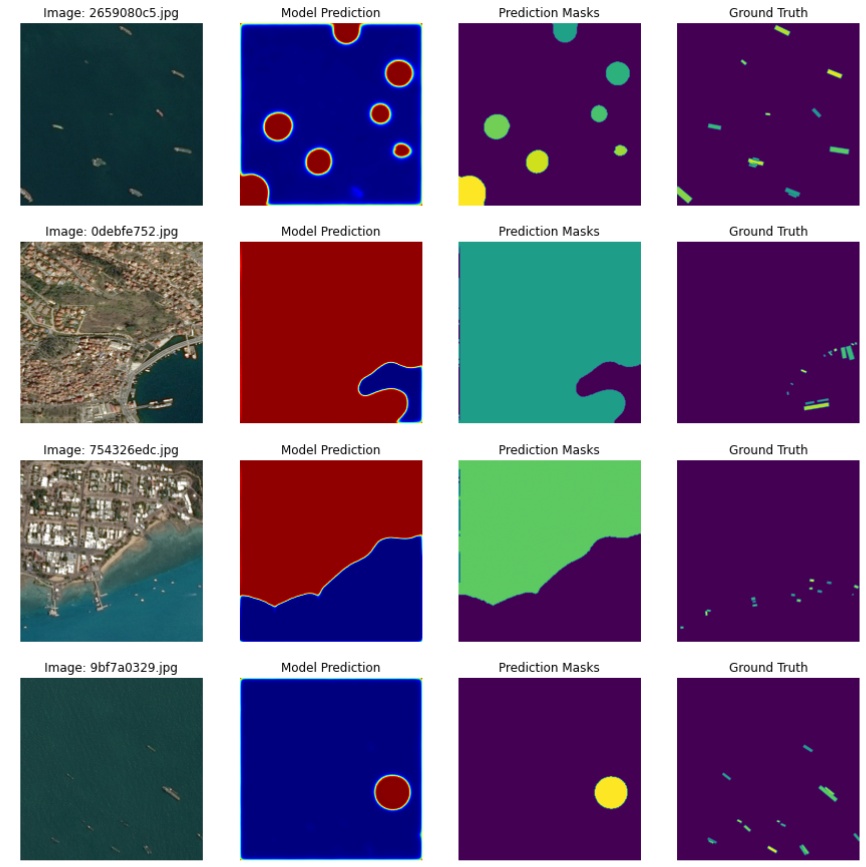 Image: 2659080c5.jpg
Model Prediction
Prediction Masks
Ground Truth
Image: 0debfe752.jpg
Model Prediction
Prediction Masks
Ground Truth
Image: 754326edc.jpg
Model Prediction
Prediction Masks
Ground Truth
Image: 9bf7a0329.jpg
Model Prediction
Prediction Masks
Ground Truth